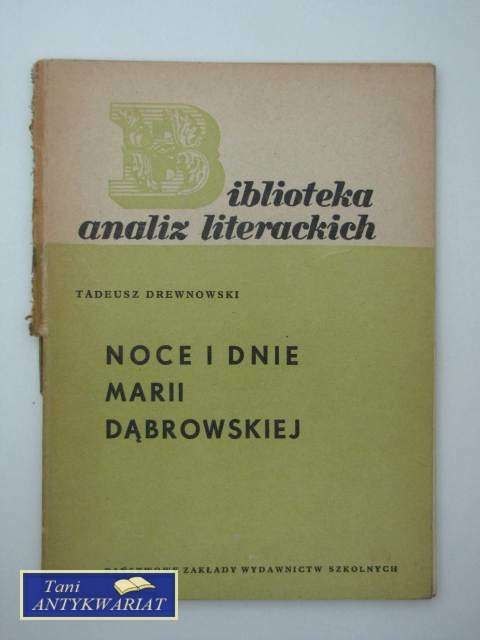 Biblioteka
analiz literackich
TADEUSZ DREWNOWSKI
NOCE I DNIE
MARII
DĄBROWSKIEJ
PAŃSTWOWE ZAKŁADY WYDAWNICTW SZKOLNYCH
Tani
ANTYKWARIAT